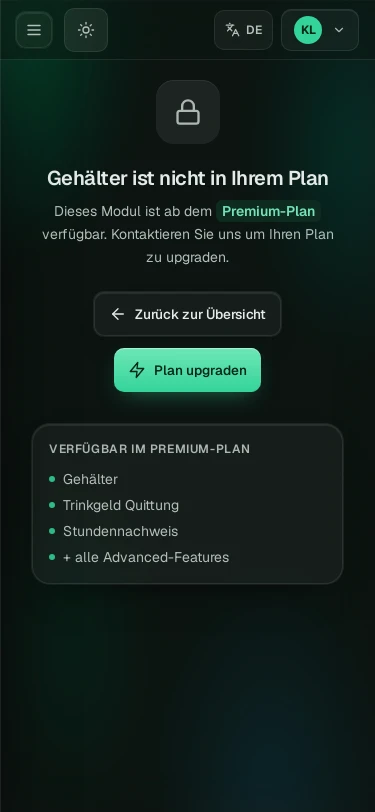 DE
KL
Gehälter ist nicht in Ihrem Plan
Dieses Modul ist ab dem Premium-Plan
verfügbar. Kontaktieren Sie uns um Ihren Plan
zu upgraden.
Zurück zur Übersicht
Plan upgraden
VERFÜGBAR IM PREMIUM-PLAN
Gehälter
Trinkgeld Quittung
Stundennachweis
+ alle Advanced-Features